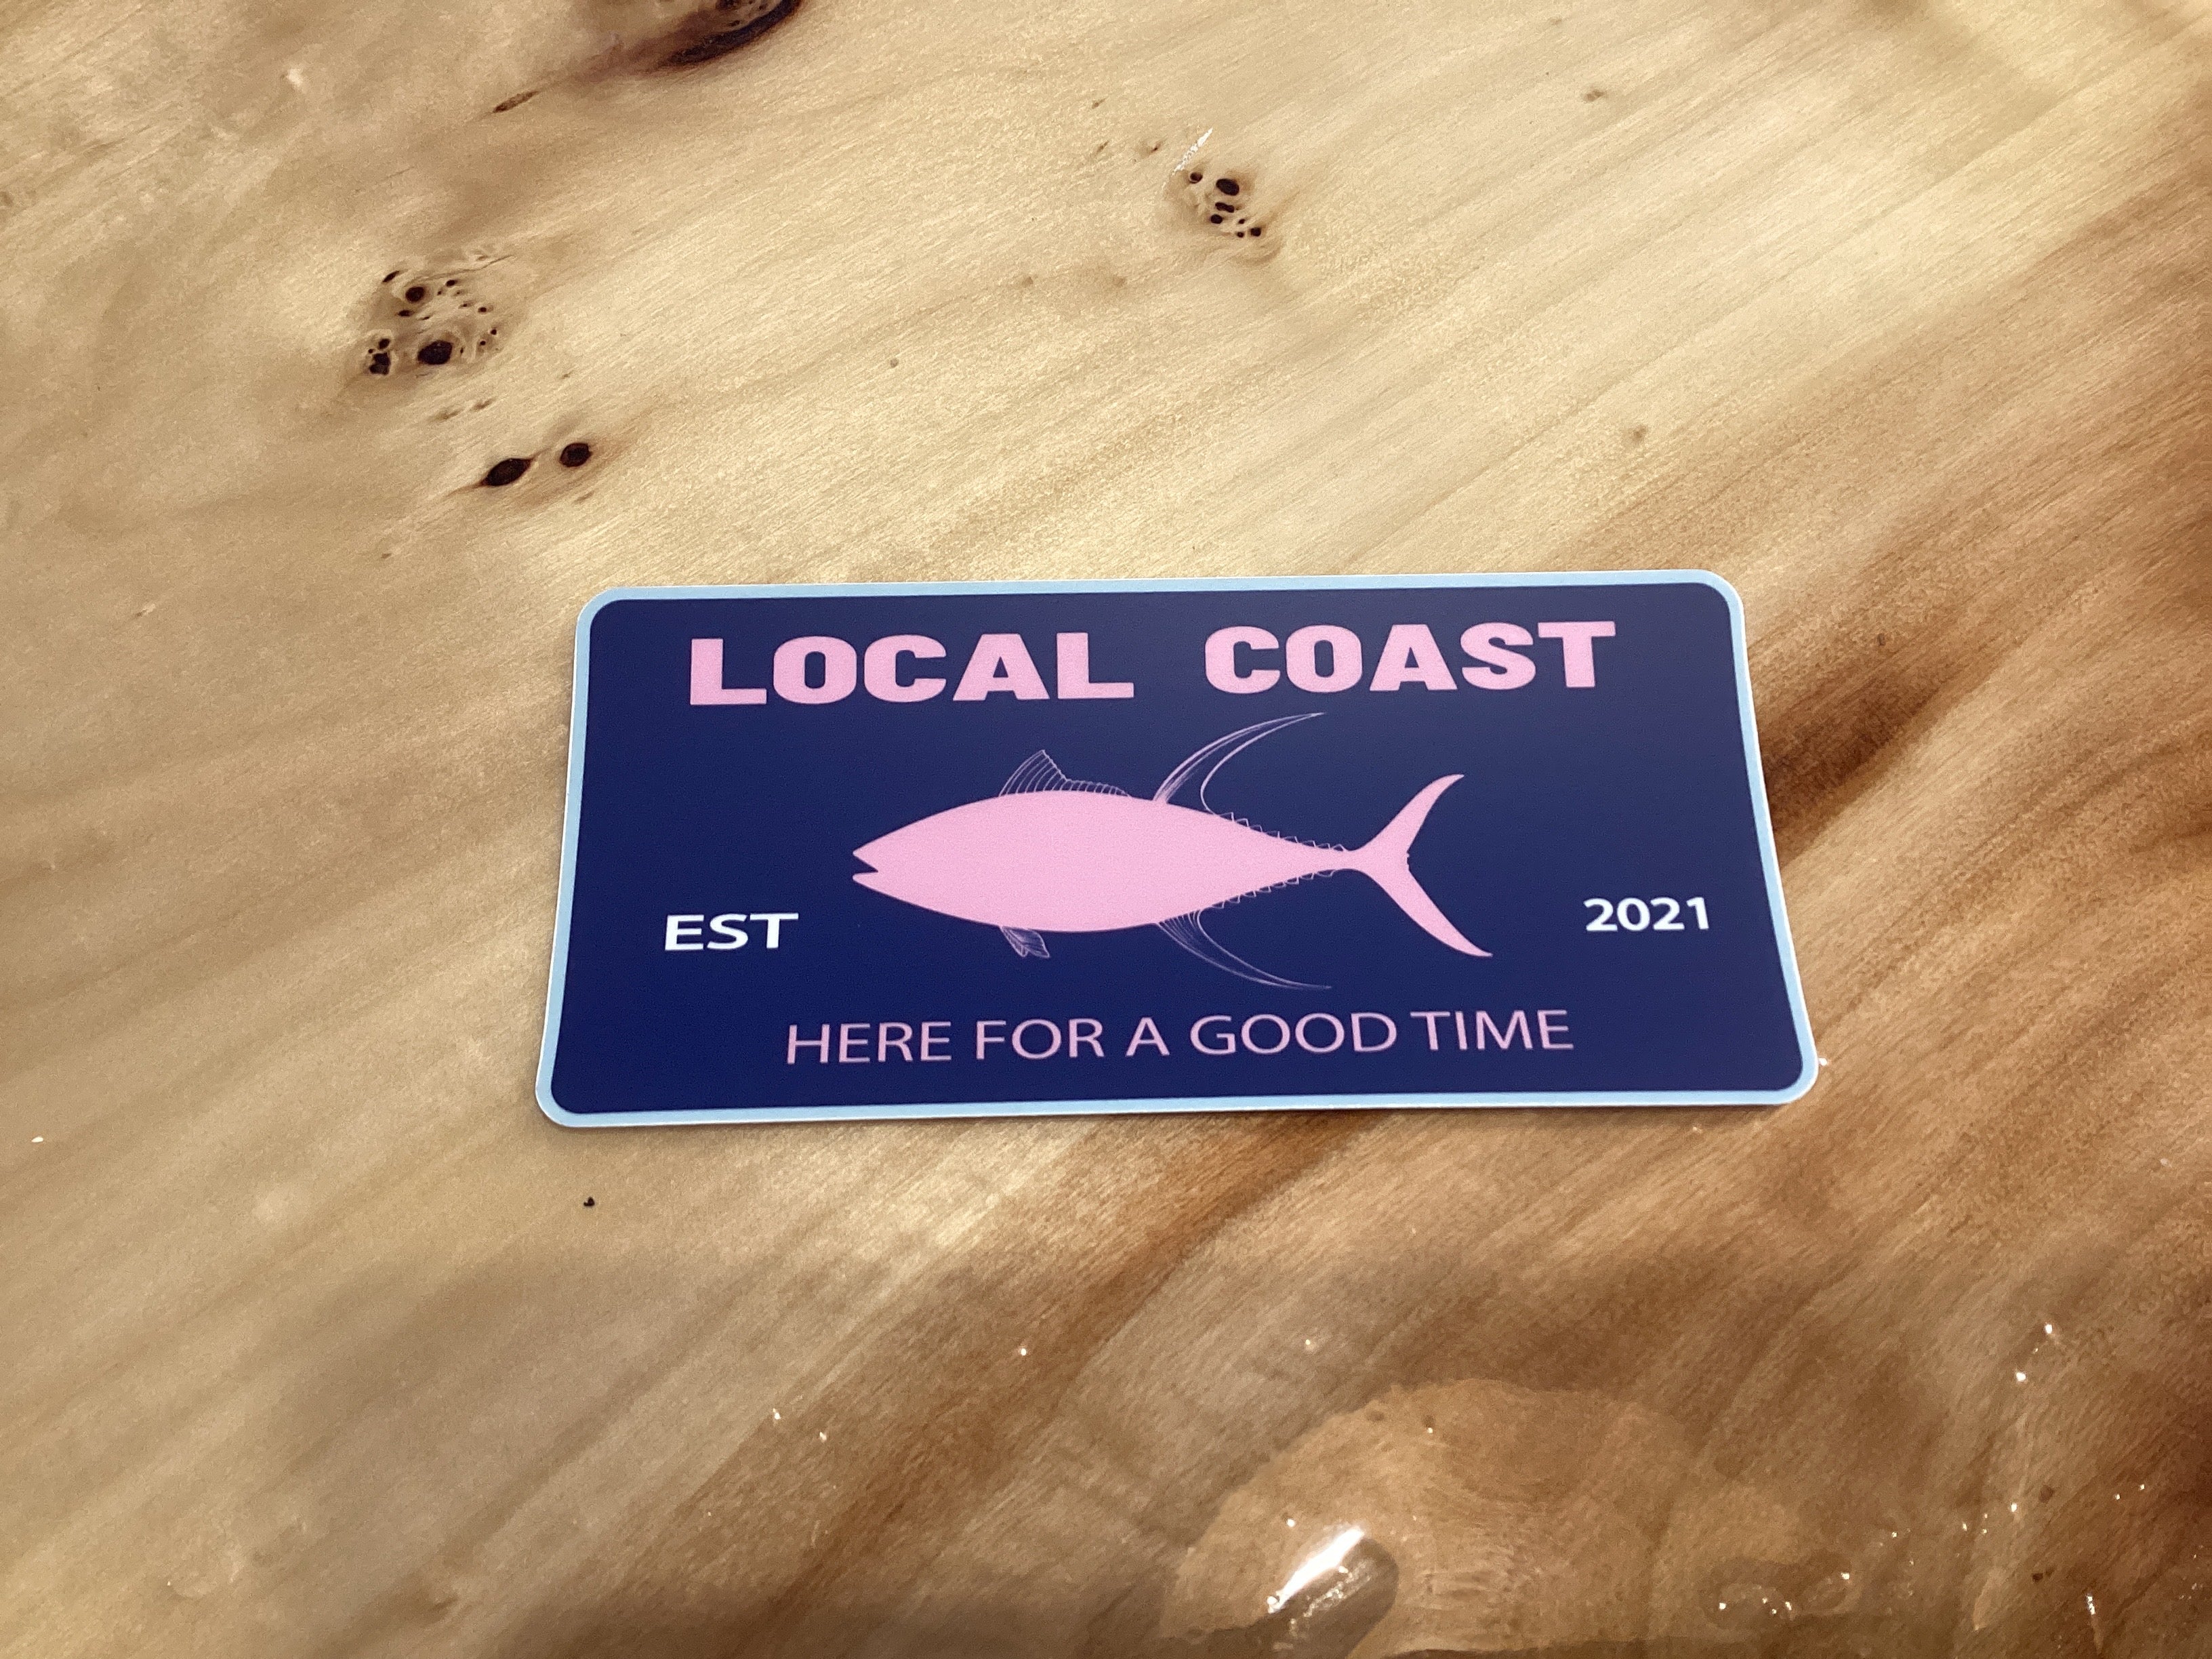 LOCAL COAST
EST 2021
HERE FOR A GOOD TIME